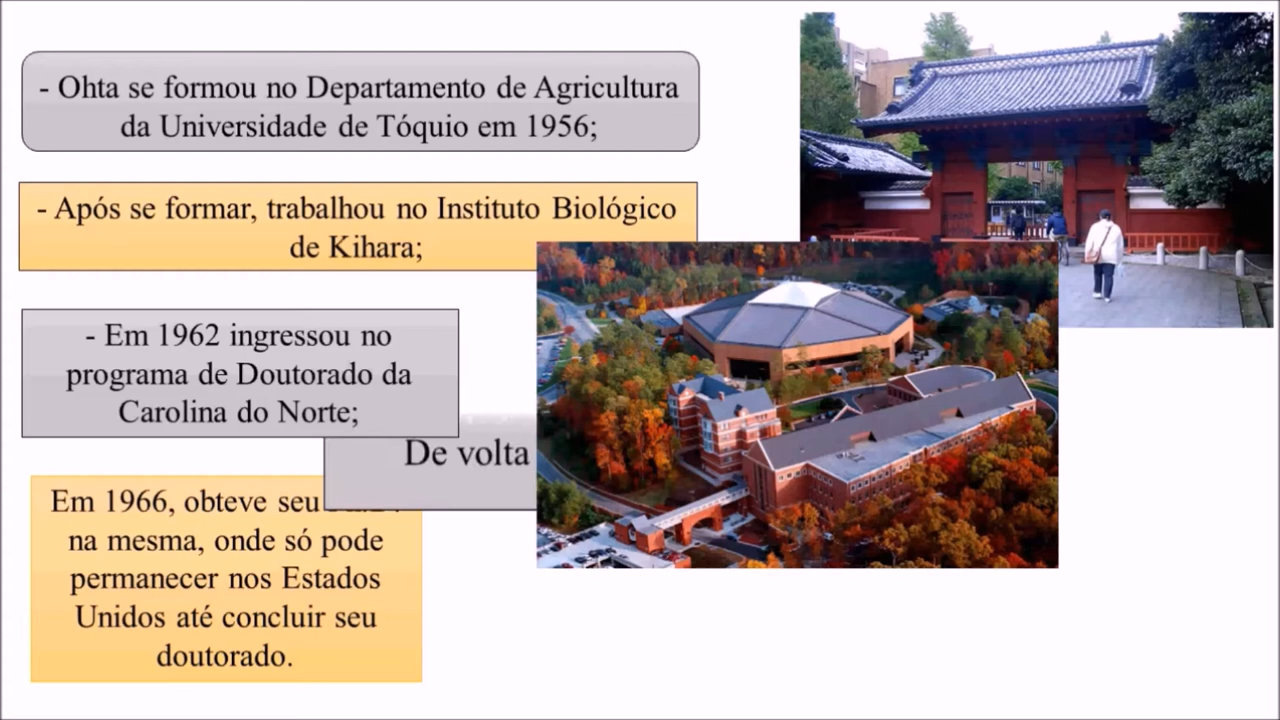 - Ohta se formou no Departamento de Agricultura
da Universidade de Tóquio em 1956;
- Após se formar, trabalhou no Instituto Biológico
de Kihara;
- Em 1962 ingressou no
programa de Doutorado da
Carolina do Norte;
De volta
Em 1966, obteve seu
na mesma, onde só pode
permanecer nos Estados
Unidos até concluir seu
doutorado.